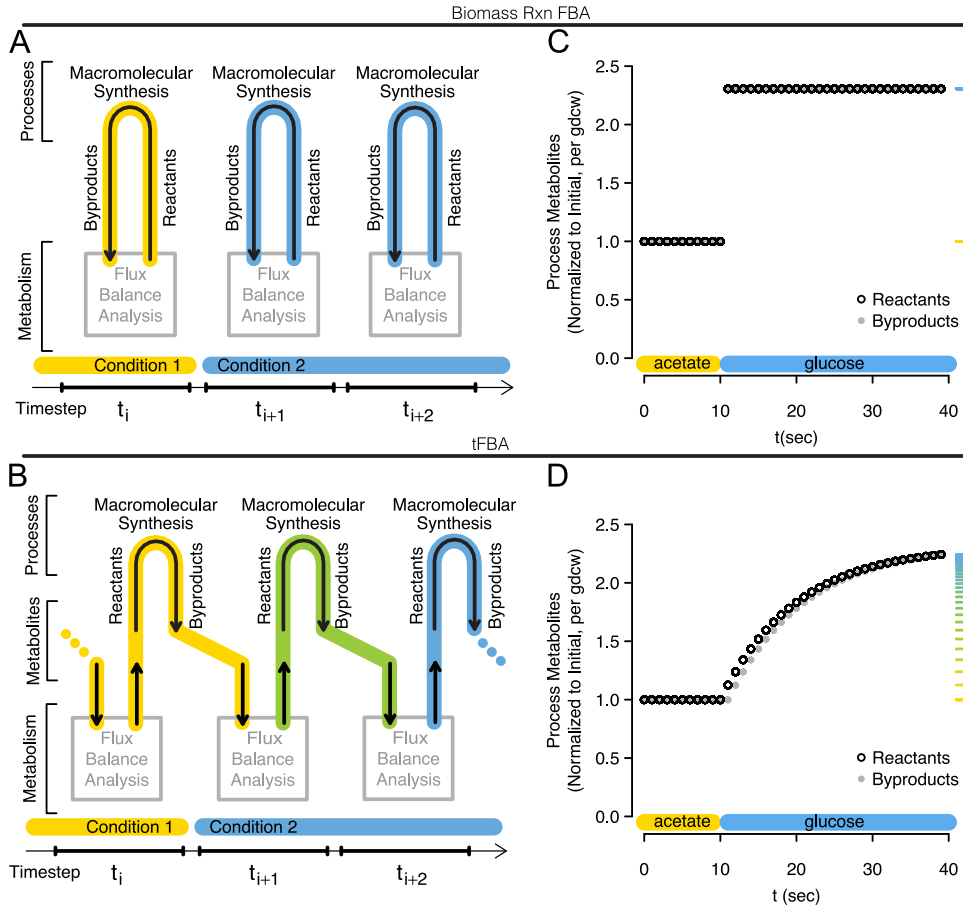 Biomass Rxn FBA
A
Processes
Metabolism
Macromolecular
Synthesis
Byproducts
Reactants
Flux
Balance
Analysis
Macromolecular
Synthesis
Byproducts
Reactants
Flux
Balance
Analysis
Macromolecular
Synthesis
Byproducts
Reactants
Flux
Balance
Analysis
Condition 1
Condition 2
Timestep
ti
ti+1
ti+2
C
Process Metabolites
(Normalized to Initial, per gdcw)
2.5
2.0
1.5
1.0
0.5
0.0
Reactants
Byproducts
acetate
glucose
0 10 20 30 40
t(sec)
tFBA
B
Processes
Metabolites
Metabolism
Macromolecular
Synthesis
Reactants
Byproducts
Flux
Balance
Analysis
Macromolecular
Synthesis
Reactants
Byproducts
Flux
Balance
Analysis
Macromolecular
Synthesis
Reactants
Byproducts
Flux
Balance
Analysis
Condition 1
Condition 2
Timestep
ti
ti+1
ti+2
D
Process Metabolites
(Normalized to Initial, per gdcw)
2.5
2.0
1.5
1.0
0.5
0.0
Reactants
Byproducts
acetate
glucose
0 10 20 30 40
t (sec)